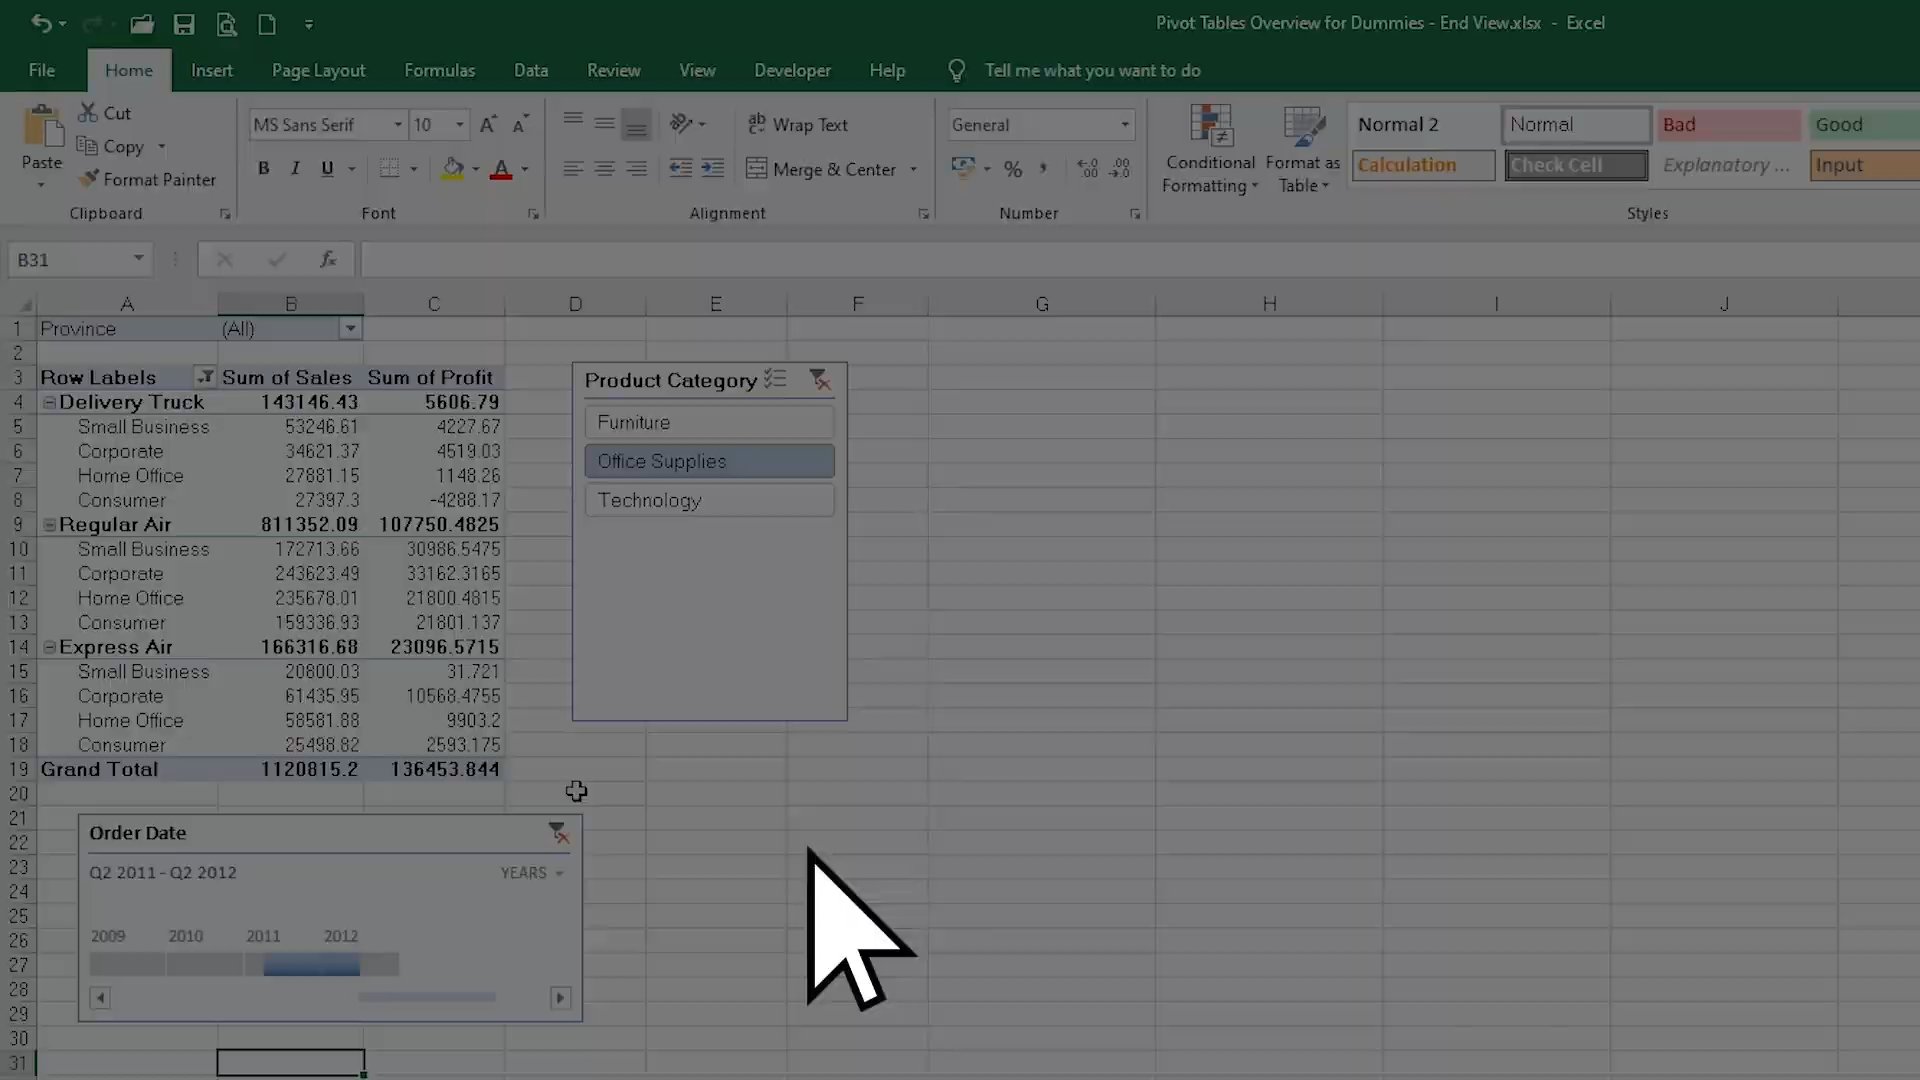 Pivot Tables Overview for Dummies - End View.xlsx - Excel
File Home Insert Page Layout Formulas Data Review View Developer Help Tell me what you want to do
Paste
Cut
Copy
Format Painter
Clipboard
MS Sans Serif 10
B I U
Font
Wrap Text
Merge & Center
Alignment
General
%
Number
Conditional Formatting
Format as Table
Normal 2 Normal Bad Good
Calculation Check Cell Explanatory ... Input
Styles
B31 fx
A B C D E F G H I J
1 Province (All)
2
3 Row Labels Sum of Sales Sum of Profit
4 Delivery Truck 143146.43 5606.79
5 Small Business 53246.61 4227.67
6 Corporate 34621.37 4519.03
7 Home Office 27881.15 1148.26
8 Consumer 27397.3 -4288.17
9 Regular Air 811352.09 107750.4825
10 Small Business 172713.66 30986.5475
11 Corporate 243623.49 33162.3165
12 Home Office 235678.01 21800.4815
13 Consumer 159336.93 21801.137
14 Express Air 166316.68 23096.5715
15 Small Business 20800.03 31.721
16 Corporate 61435.95 10568.4755
17 Home Office 58581.88 9903.2
18 Consumer 25498.82 2593.175
19 Grand Total 1120815.2 136453.844
20
21
22
23
24
25
26
27
28
29
30
31
Product Category
Furniture
Office Supplies
Technology
Order Date
Q2 2011 - Q2 2012 YEARS
2009 2010 2011 2012